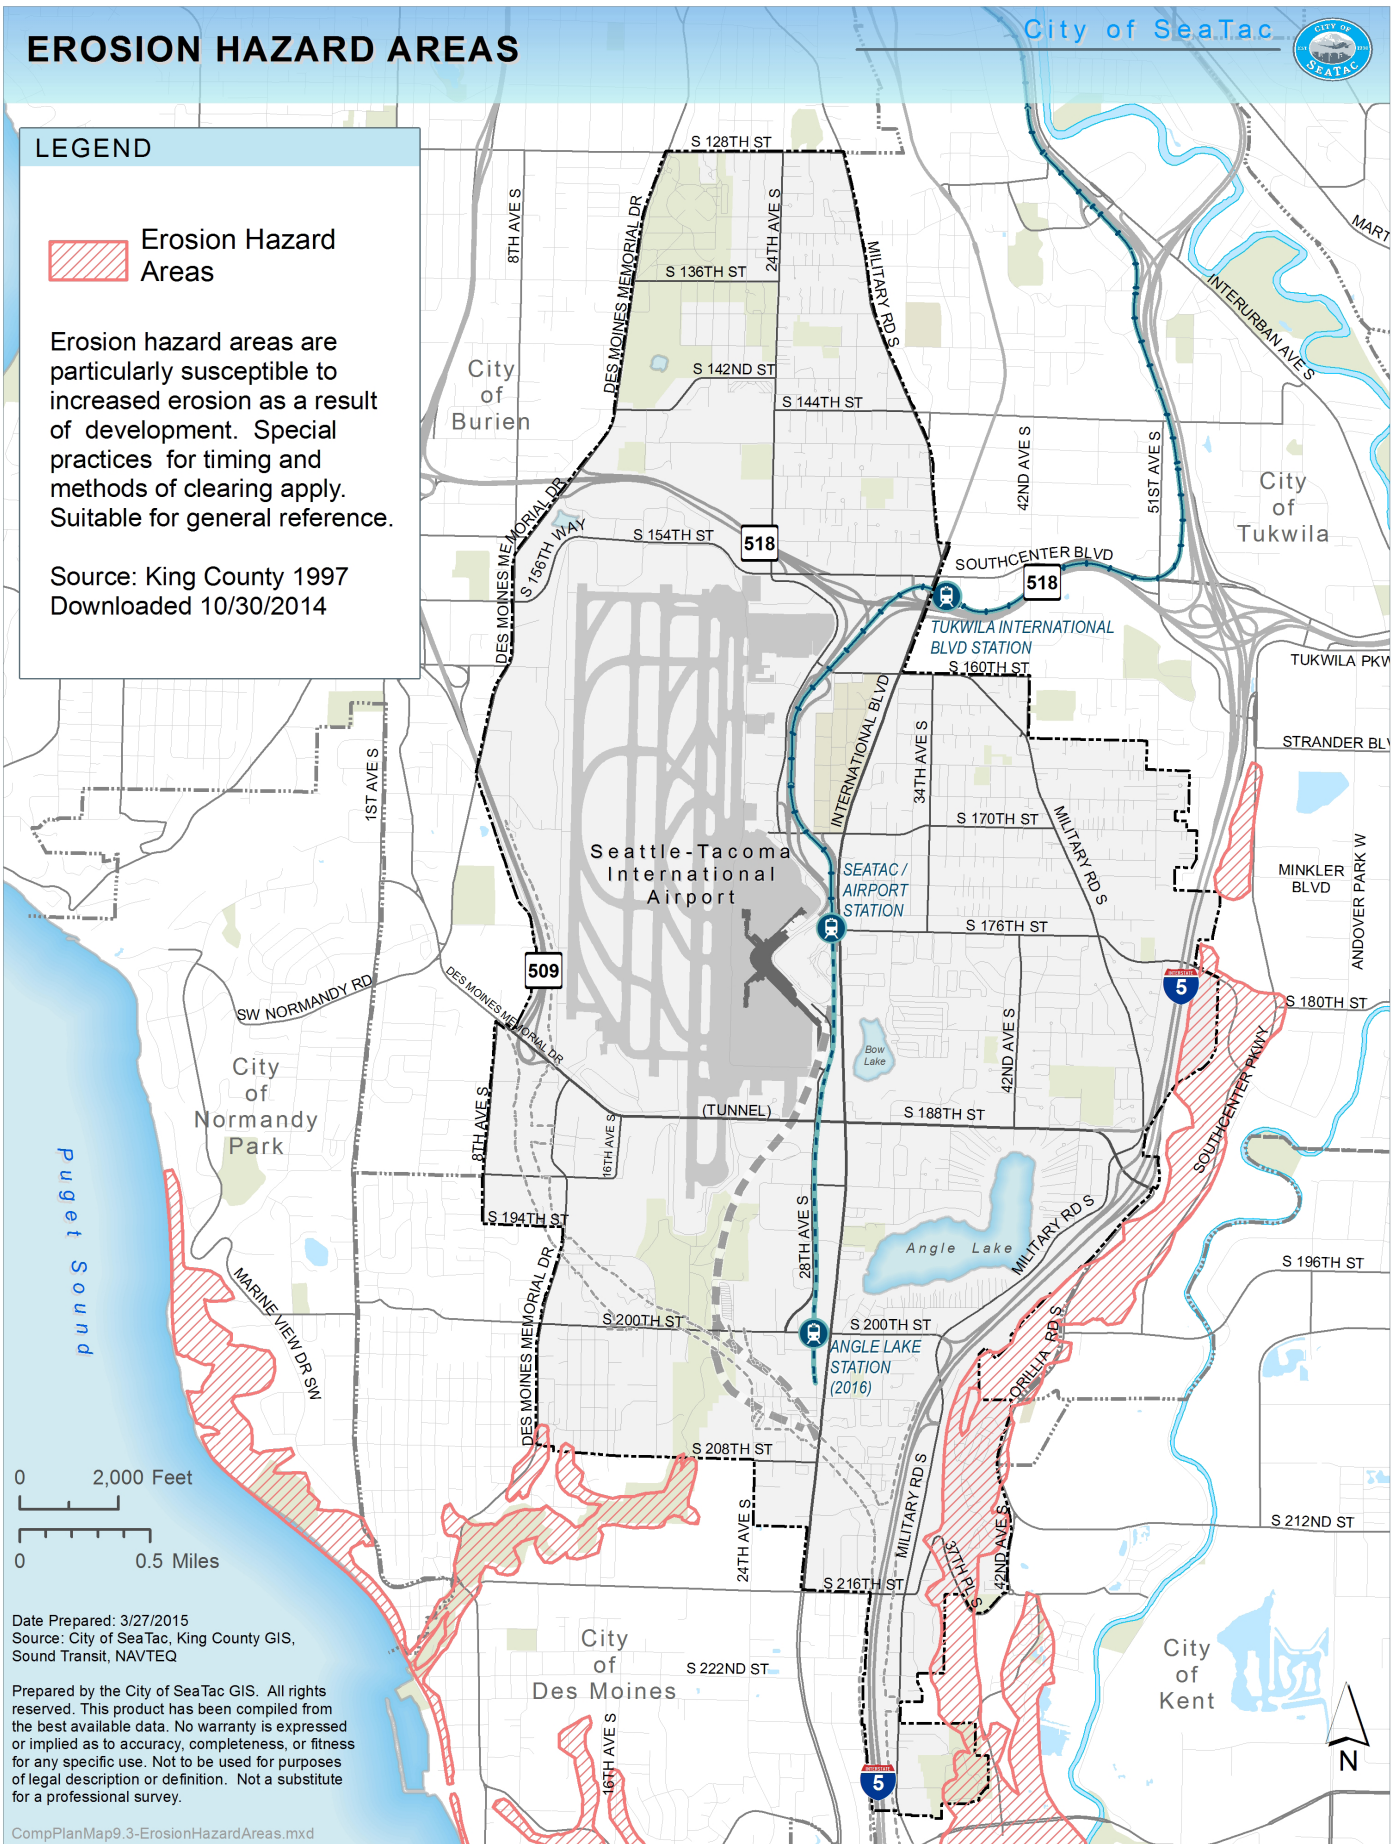 EROSION HAZARD AREAS
City of SeaTac
CITY OF
SEATAC
LEGEND
Erosion Hazard
Areas
Erosion hazard areas are
particularly susceptible to
increased erosion as a result
of development. Special
practices for timing and
methods of clearing apply.
Suitable for general reference.
Source: King County 1997
Downloaded 10/30/2014
S 128TH ST
8TH AVE S
DES MOINES MEMORIAL DR
24TH AVE S
S 136TH ST
MILITARY RD S
INTERURBAN AVE S
MART
City
of
Burien
S 142ND ST
S 144TH ST
42ND AVE S
51ST AVE S
City
of
Tukwila
DES MOINES MEMORIAL DR
S 156TH WAY
S 154TH ST
518
SOUTHCENTER BLVD
518
TUKWILA INTERNATIONAL
BLVD STATION
S 160TH ST
TUKWILA PKW
1ST AVE S
INTERNATIONAL BLVD
34TH AVE S
STRANDER BLV
S 170TH ST
MILITARY RD S
Seattle-Tacoma
International
Airport
SEATAC /
AIRPORT
STATION
MINKLER
BLVD
ANDOVER PARK W
S 176TH ST
509
DES MOINES MEMORIAL DR
SW NORMANDY RD
INTERSTATE
5
S 180TH ST
Bow
Lake
42ND AVE S
SOUTHCENTER PKWY
City
of
Normandy
Park
(TUNNEL)
S 188TH ST
8TH AVE S
16TH AVE S
Puget Sound
S 194TH ST
28TH AVE S
Angle Lake
MILITARY RD S
S 196TH ST
MARINE VIEW DR SW
DES MOINES MEMORIAL DR
S 200TH ST
S 200TH ST
ANGLE LAKE
STATION
(2016)
ORILLIA RD S
S 208TH ST
0 2,000 Feet
0 0.5 Miles
24TH AVE S
MILITARY RD S
37TH PL S
42ND AVE S
S 212ND ST
S 216TH ST
City
of
Des Moines
S 222ND ST
16TH AVE S
City
of
Kent
INTERSTATE
5
N
Date Prepared: 3/27/2015
Source: City of SeaTac, King County GIS,
Sound Transit, NAVTEQ
Prepared by the City of SeaTac GIS. All rights
reserved. This product has been compiled from
the best available data. No warranty is expressed
or implied as to accuracy, completeness, or fitness
for any specific use. Not to be used for purposes
of legal description or definition. Not a substitute
for a professional survey.
CompPlanMap9.3-ErosionHazardAreas.mxd